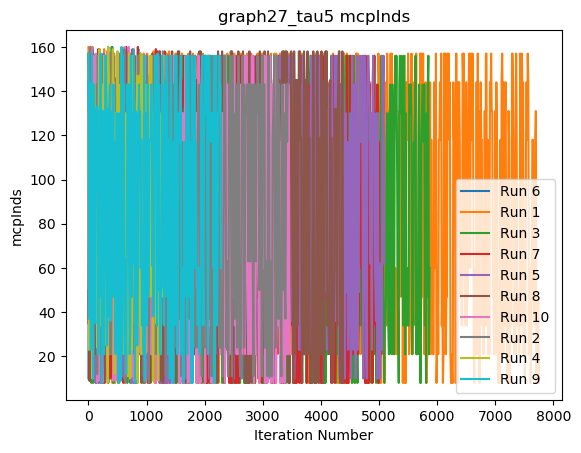 graph27_tau5 mcpInds
mcpInds
160
140
120
100
80
60
40
20
0
1000
2000
3000
4000
5000
6000
7000
8000
Iteration Number
Run 6
Run 1
Run 3
Run 7
Run 5
Run 8
Run 10
Run 2
Run 4
Run 9